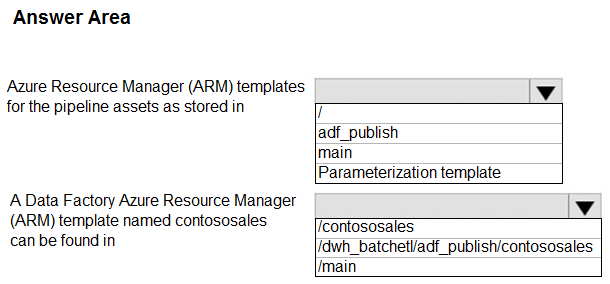 Answer Area
Azure Resource Manager (ARM) templates
for the pipeline assets as stored in
/
adf_publish
main
Parameterization template
A Data Factory Azure Resource Manager
(ARM) template named contososales
can be found in
/contososales
/dwh_batchetl/adf_publish/contososales
/main